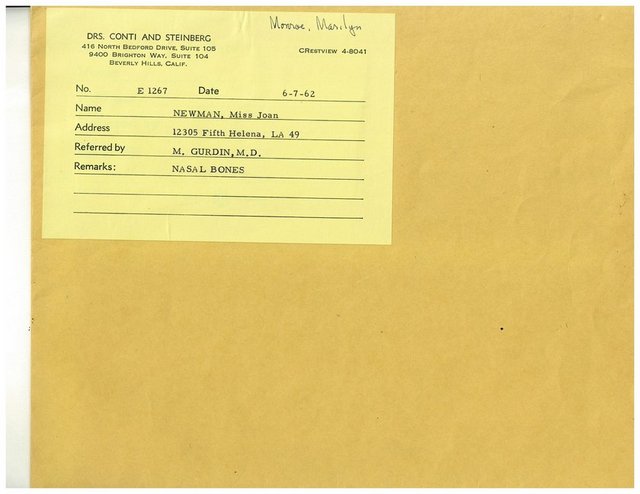 Monroe, Marilyn
DRS. CONTI AND STEINBERG
416 NORTH BEDFORD DRIVE, SUITE 105
9400 BRIGHTON WAY, SUITE 104
BEVERLY HILLS, CALIF.
CRESTVIEW 4-8041
No. E 1267 Date 6-7-62
Name NEWMAN, Miss Joan
Address 12305 Fifth Helena, LA 49
Referred by M. GURDIN,M.D.
Remarks: NASAL BONES